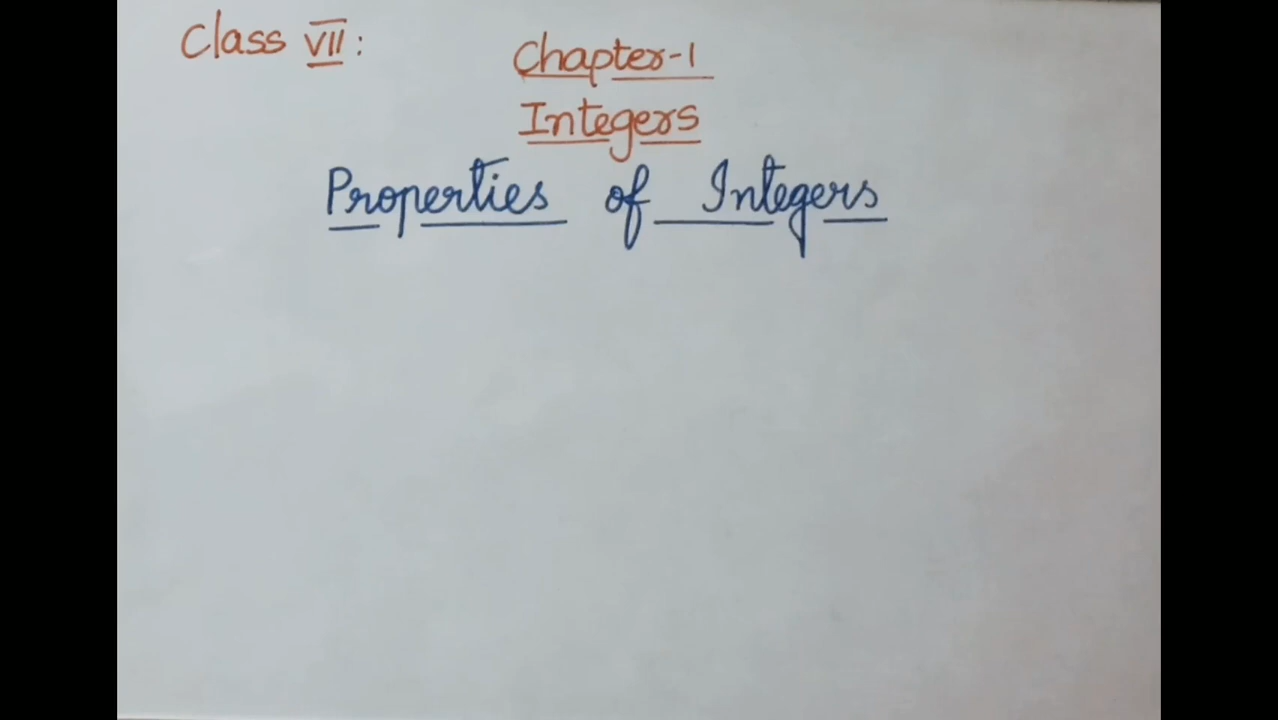 Class VII:
Chapter-1
Integers
Properties of Integers